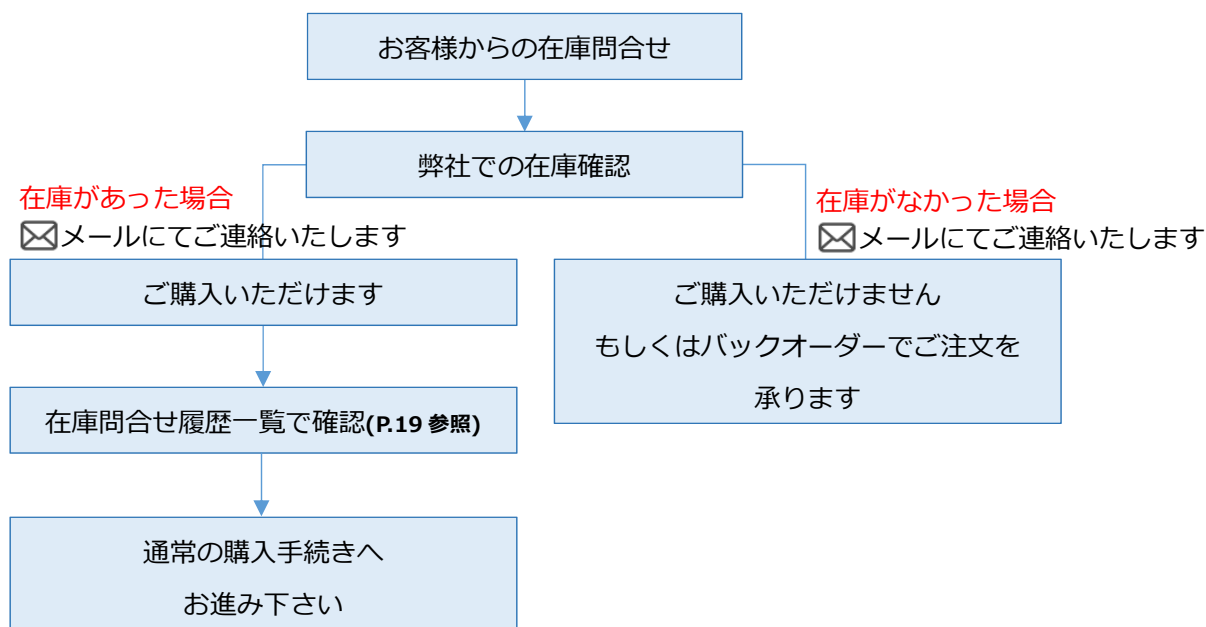 お客様からの在庫問合せ
弊社での在庫確認
在庫があった場合
メールにてご連絡いたします
在庫がなかった場合
メールにてご連絡いたします
ご購入いただけます
ご購入いただけません
もしくはバックオーダーでご注文を
承ります
在庫問合せ履歴一覧で確認(P.19 参照)
通常の購入手続きへ
お進み下さい